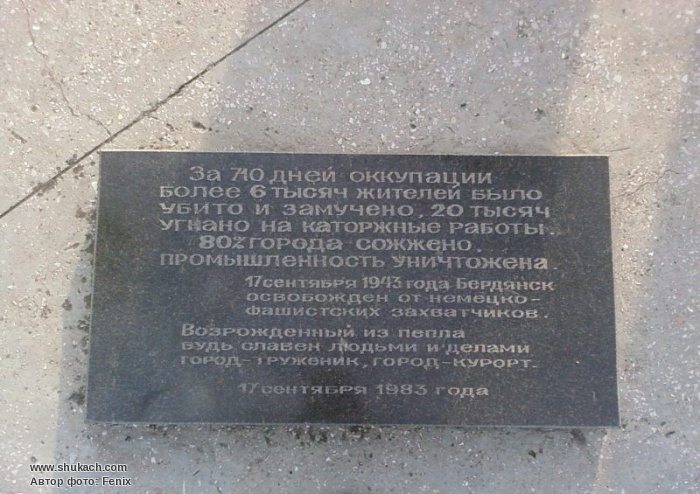 За 710 дней оккупации
более 6 тысяч жителей было
убито и замучено, 20 тысяч
угнано на каторжные работы.
80% города сожжено.
Промышленность уничтожена.
17 сентября 1943 года Бердянск
освобожден от немецко-
фашистских захватчиков.
Возрожденный из пепла
будь славен людьми и делами
город-труженик, город-курорт.
17 сентября 1983 года
www.shukach.com
Автор фото: Fenix